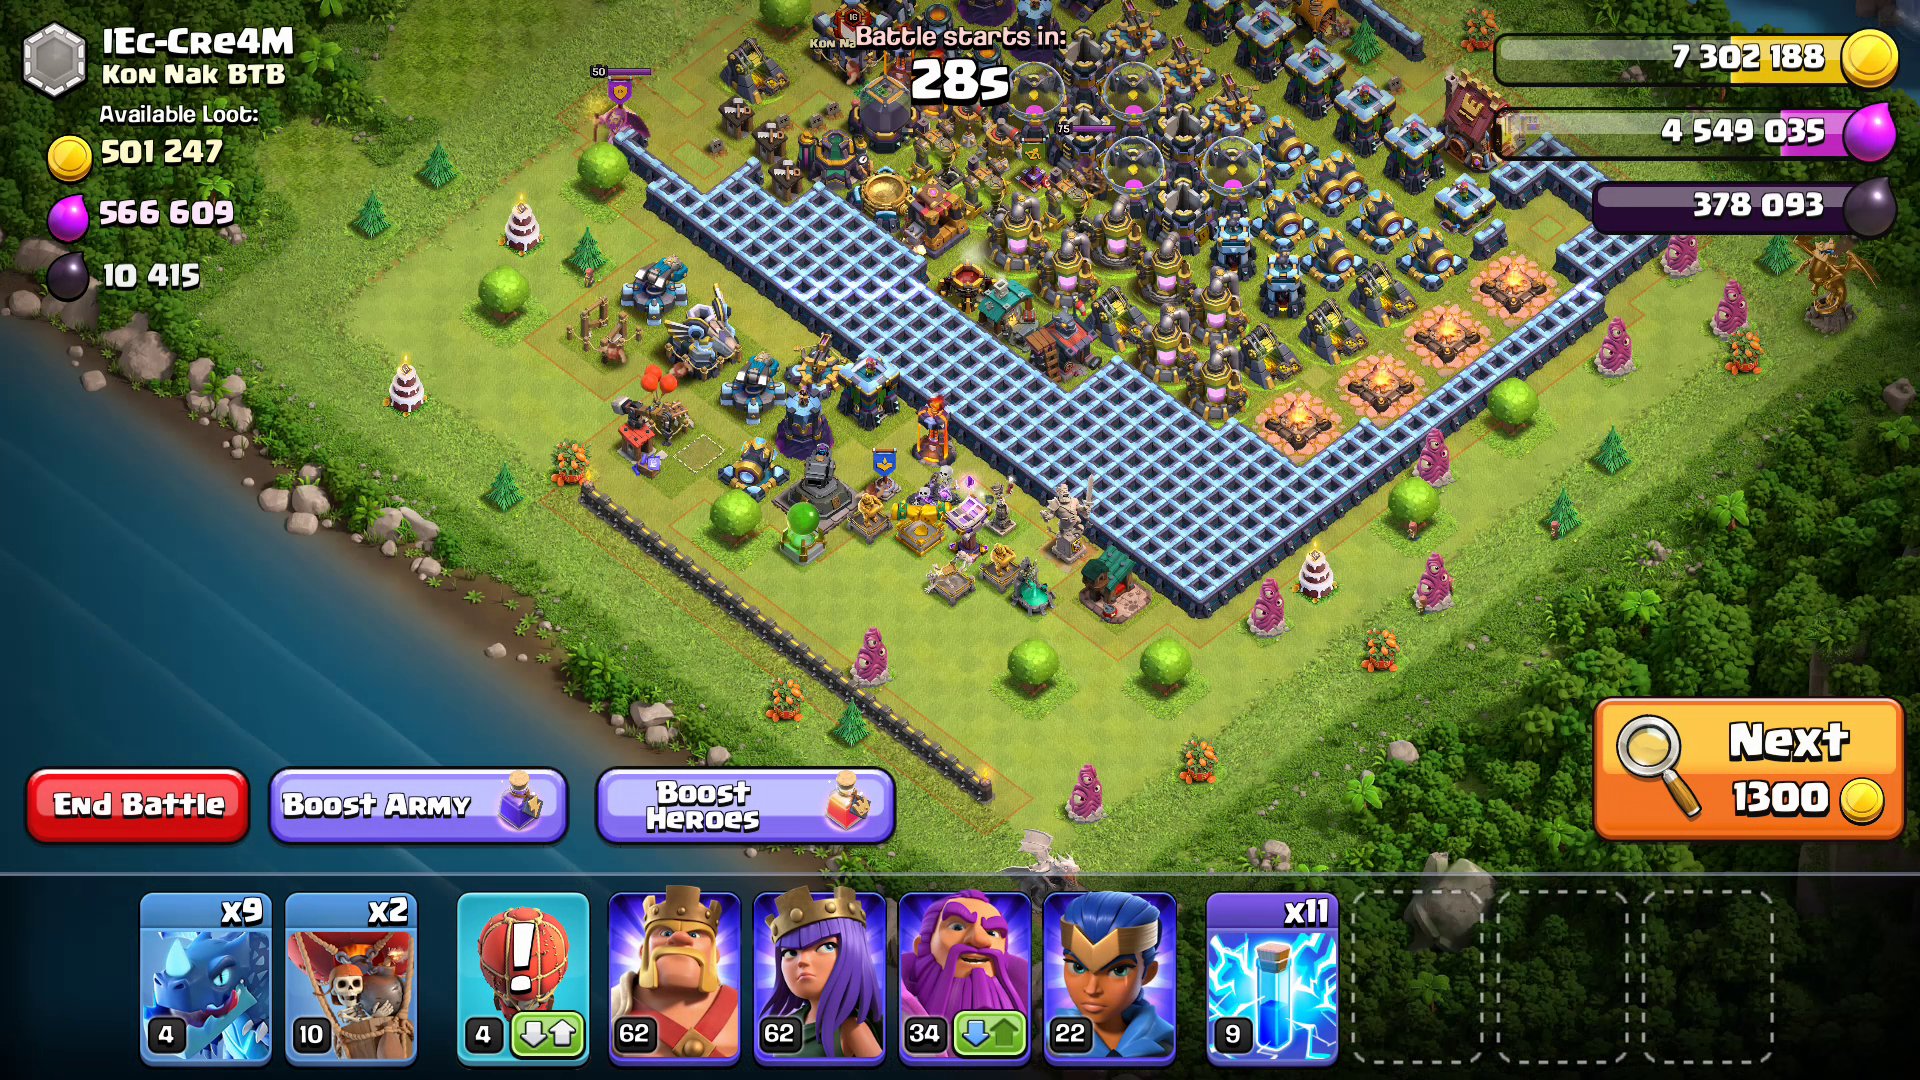 IEc-Cre4M
Kon Nak BTB
Available Loot:
501 247
566 609
10 415
Battle starts in:
28s
50
75
7 302 188
4 549 035
378 093
End Battle
Boost Army
Boost
Heroes
Next
1300
x9
4
x2
10
4
62
62
34
22
x11
9